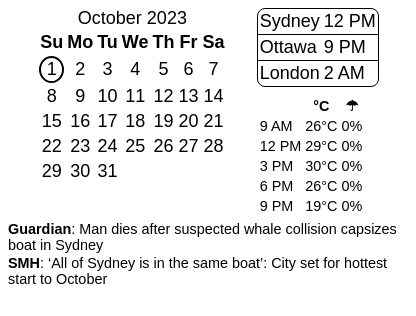 October 2023
Su Mo Tu We Th Fr Sa
1 2 3 4 5 6 7
8 9 10 11 12 13 14
15 16 17 18 19 20 21
22 23 24 25 26 27 28
29 30 31
Sydney 12 PM
Ottawa 9 PM
London 2 AM
°C ☂
9 AM 26°C 0%
12 PM 29°C 0%
3 PM 30°C 0%
6 PM 26°C 0%
9 PM 19°C 0%
Guardian: Man dies after suspected whale collision capsizes
boat in Sydney
SMH: ‘All of Sydney is in the same boat’: City set for hottest
start to October